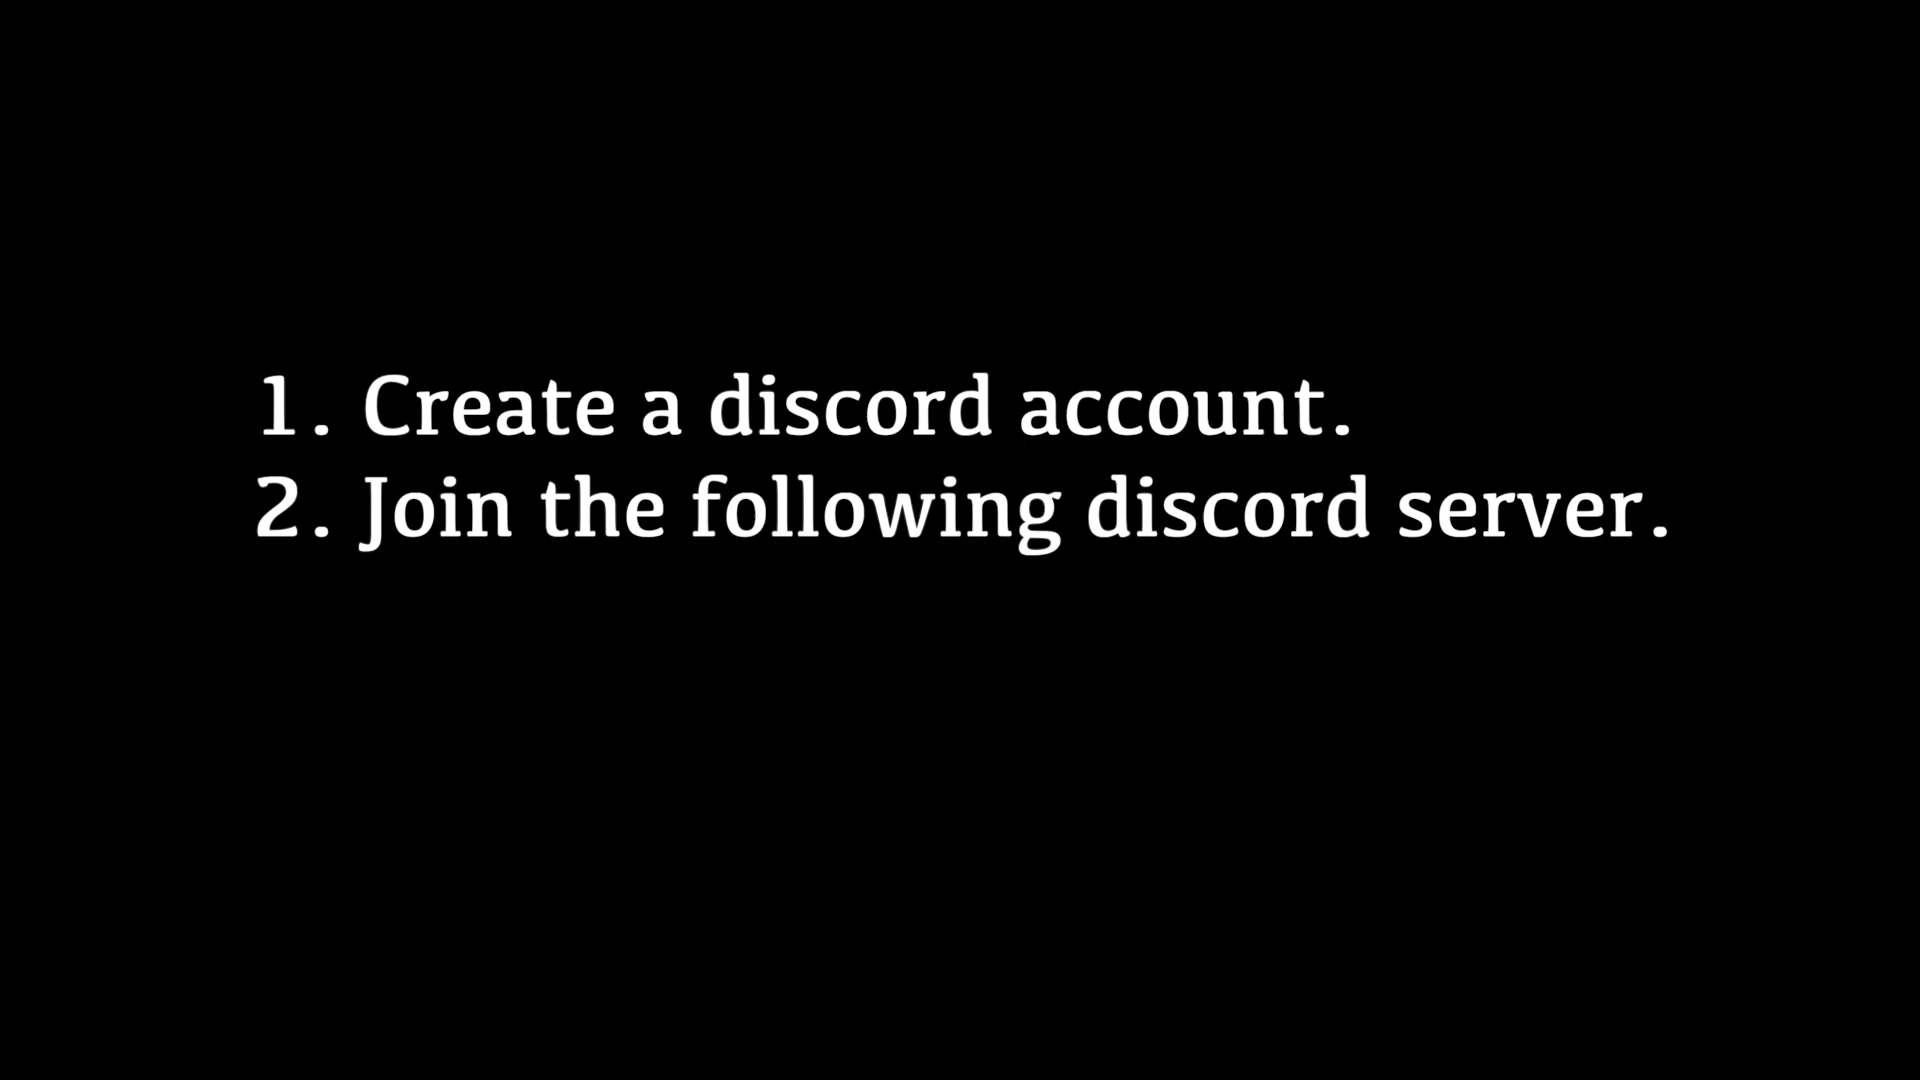 1. Create a discord account.
2. Join the following discord server.